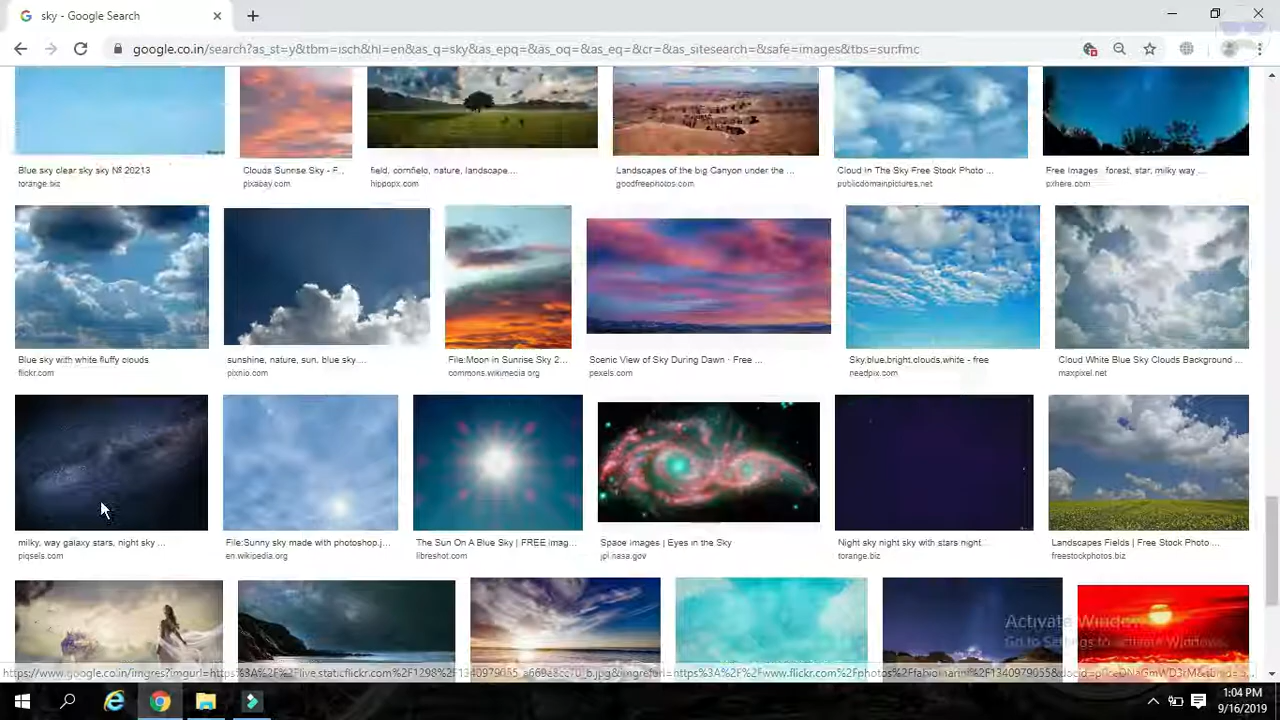 sky - Google Search
google.co.in/search?as_st=y&tbm=isch&hl=en&as_q=sky&as_epq=&as_oq=&as_eq=&cr=&as_sitesearch=&safe=images&tbs=sur:fmc
Blue sky clear sky sky № 20213
Clouds Sunrise Sky - F...
field, cornfield, nature, landscape...
Landscapes of the big Canyon under the ...
Cloud In The Sky Free Stock Photo ...
Free Images : forest, star, milky way ...
torange.biz
pixabay.com
hippopx.com
goodfreephotos.com
publicdomainpictures.net
pxhere.com
Blue sky with white fluffy clouds
sunshine, nature, sun, blue sky ...
File:Moon in Sunrise Sky 2...
Scenic View of Sky During Dawn · Free ...
Sky,blue,bright,clouds,white - free
Cloud White Blue Sky Clouds Background ...
flickr.com
pixnio.com
commons.wikimedia.org
pexels.com
needpix.com
maxpixel.net
milky, way galaxy stars, night sky ...
File:Sunny sky made with photoshop.j...
The Sun On A Blue Sky | FREE imag...
Space Images | Eyes in the Sky
Night sky night sky with stars night...
Landscapes Fields | Free Stock Photo ...
piqsels.com
en.wikipedia.org
libreshot.com
jpl.nasa.gov
torange.biz
freestockphotos.biz
Activate Windows
Go to Settings to activate Windows.
1:04 PM
9/16/2019